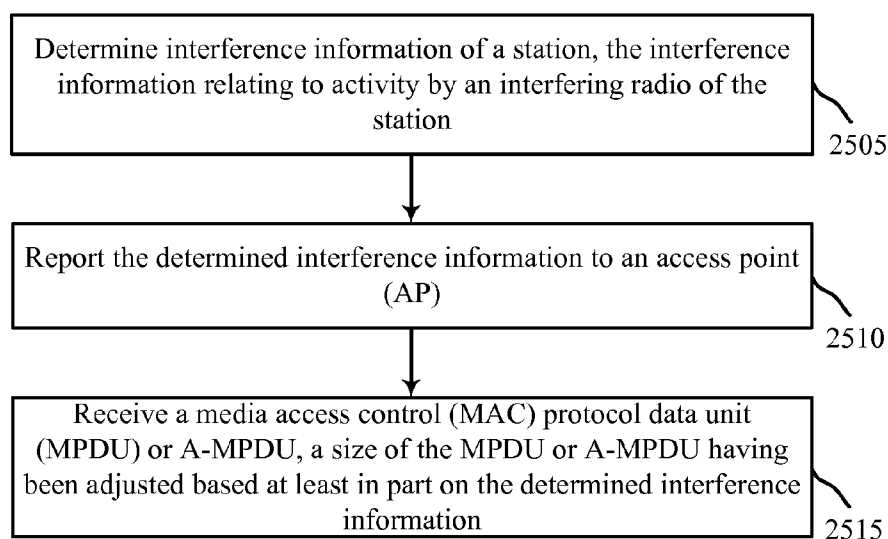 Determine interference information of a station, the interference
information relating to activity by an interfering radio of the
station
2505
Report the determined interference information to an access point
(AP)
2510
Receive a media access control (MAC) protocol data unit
(MPDU) or A-MPDU, a size of the MPDU or A-MPDU having
been adjusted based at least in part on the determined interference
information
2515